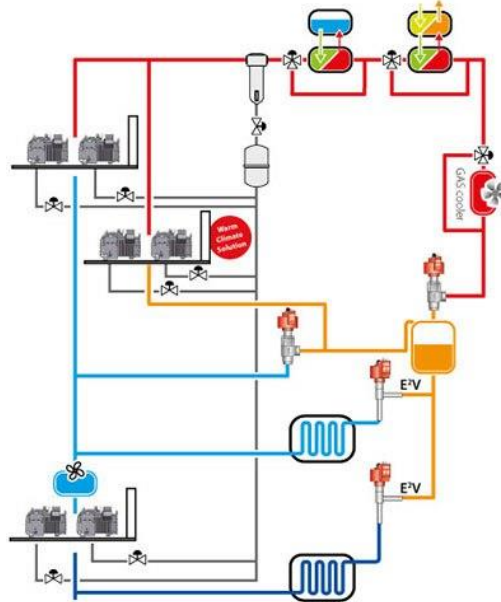 GAS cooler
Warm
Climate
Solution
E²V
E²V